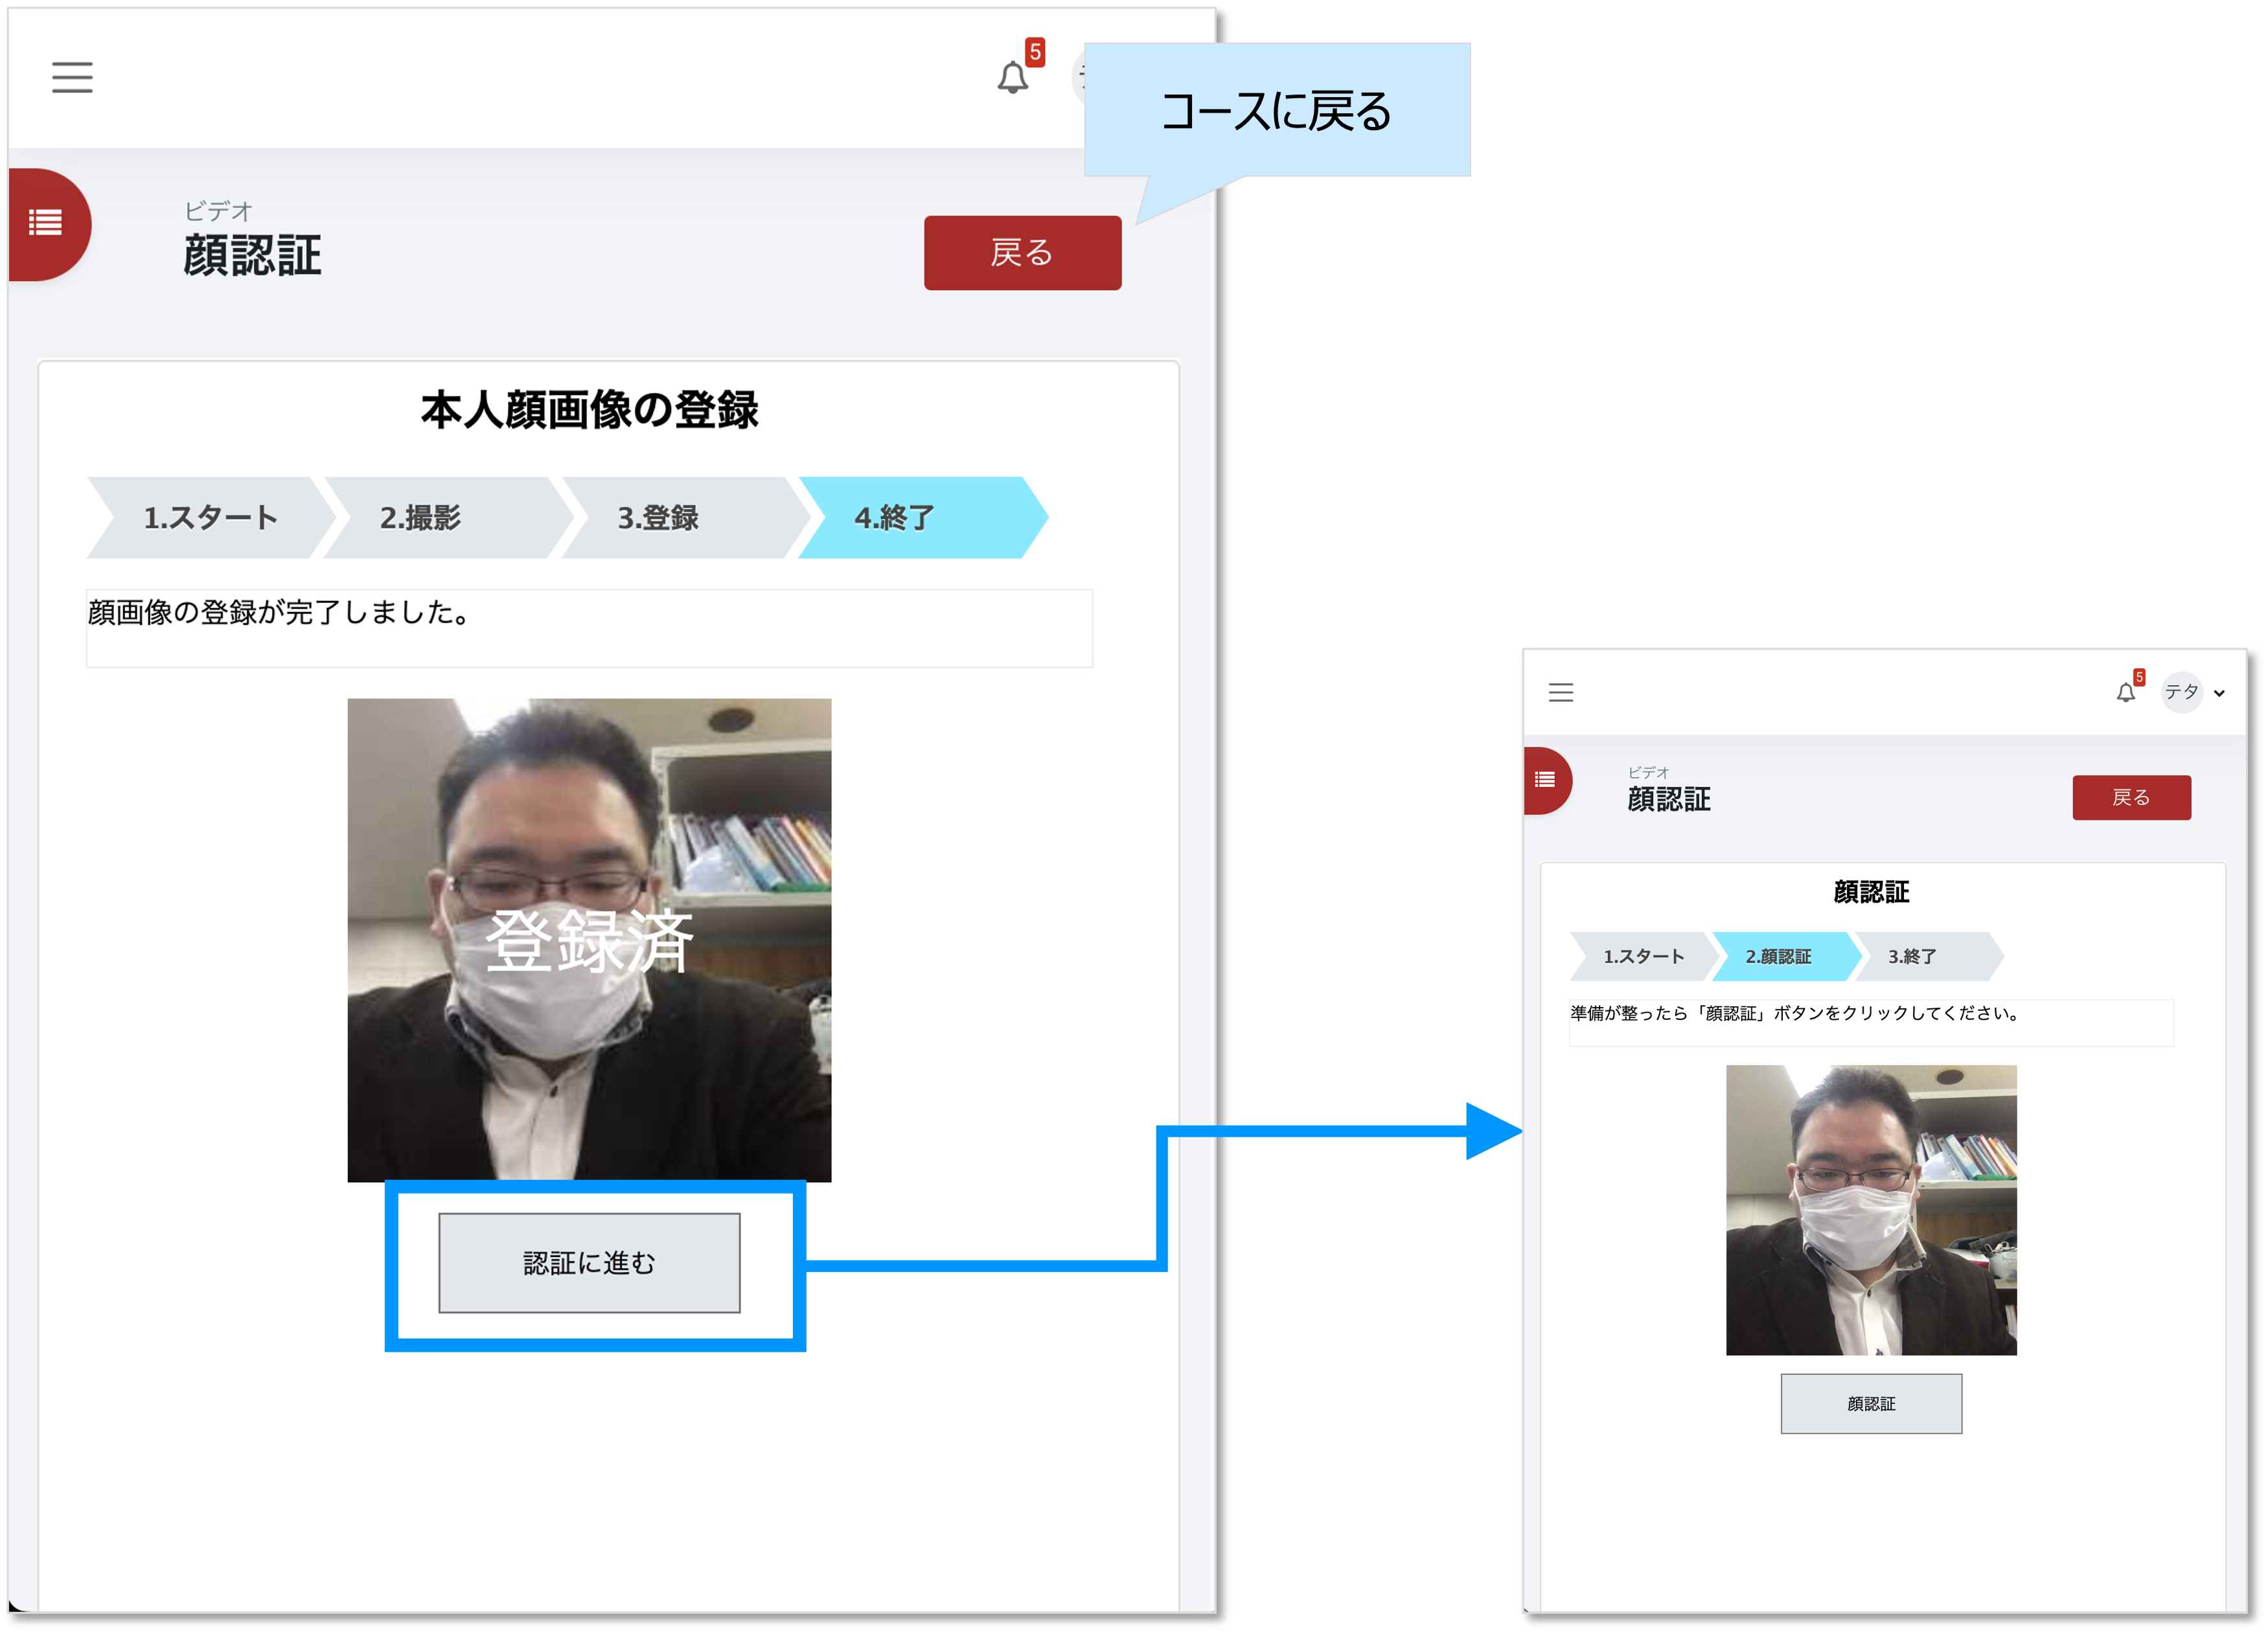 5
コースに戻る
ビデオ
顔認証
戻る
本人顔画像の登録
1.スタート
2.撮影
3.登録
4.終了
顔画像の登録が完了しました。
登録済
認証に進む
5
テタ
ビデオ
顔認証
戻る
顔認証
1.スタート
2.顔認証
3.終了
準備が整ったら「顔認証」ボタンをクリックしてください。
顔認証